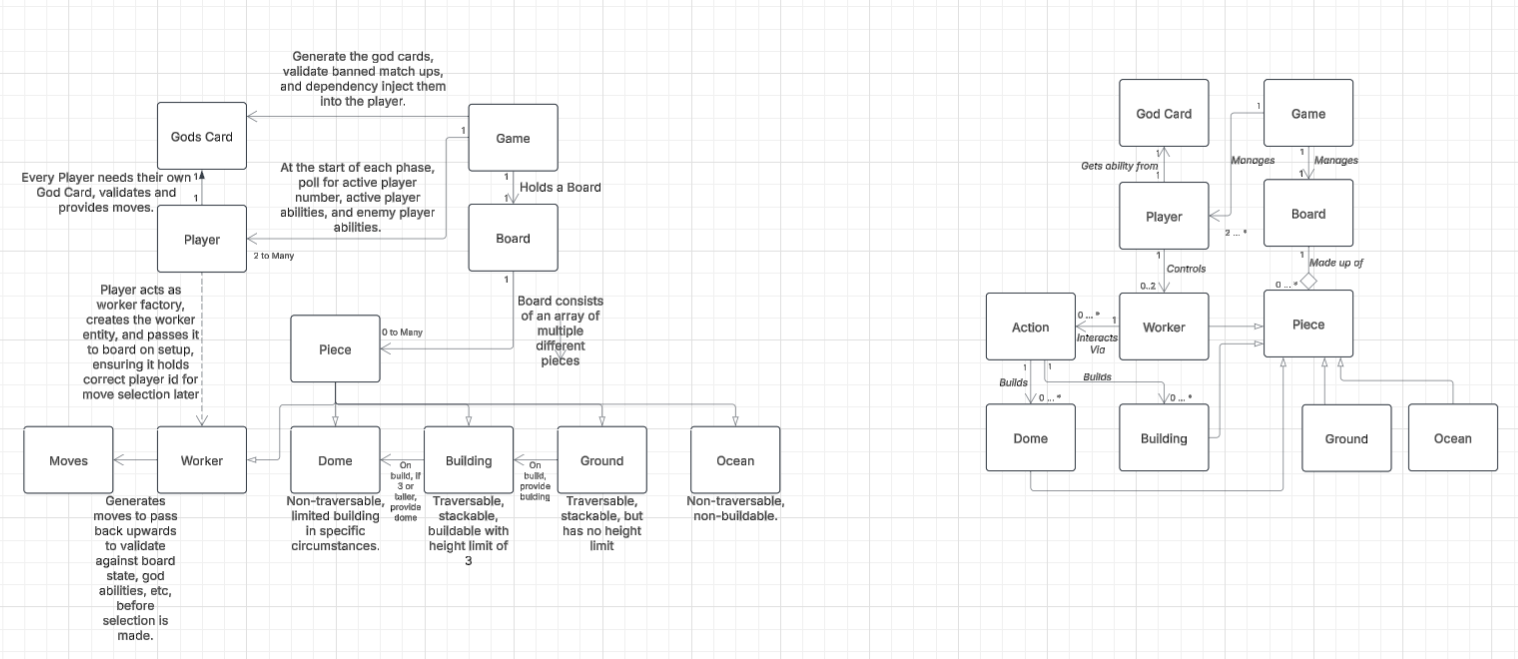 Generate the god cards,
validate banned match ups,
and dependency inject them
into the player.
Gods Card
Game
1
At the start of each phase,
poll for active player
number, active player
abilities, and enemy player
abilities.
1
Holds a Board
1
Every Player needs their own
God Card, validates and
provides moves.
1
1
Player
2 to Many
Board
1
Player acts as
worker factory,
creates the worker
entity, and passes it
to board on setup,
ensuring it holds
correct player id for
move selection later
Board consists
of an array of
multiple
different
pieces
Piece
0 to Many
Moves
Worker
Dome
Building
Ground
Ocean
On
build, if
3 or
taller,
provide
dome
On
build,
provide
building
Generates
moves to pass
back upwards
to validate
against board
state, god
abilities, etc,
before
selection is
made.
Non-traversable,
limited building
in specific
circumstances.
Traversable,
stackable,
buildable with
height limit of
3
Traversable,
stackable, but
has no height
limit
Non-traversable,
non-buildable.
God Card
Game
1
1
Gets ability from
1
Manages
1
Manages
1
Player
Board
2 ... *
1
Controls
0..2
1
Made up of
0 ... *
Action
0 ... *
1
Interacts
Via
Worker
Piece
1
1
Builds
Builds
0 ... *
0 ... *
Dome
Building
Ground
Ocean